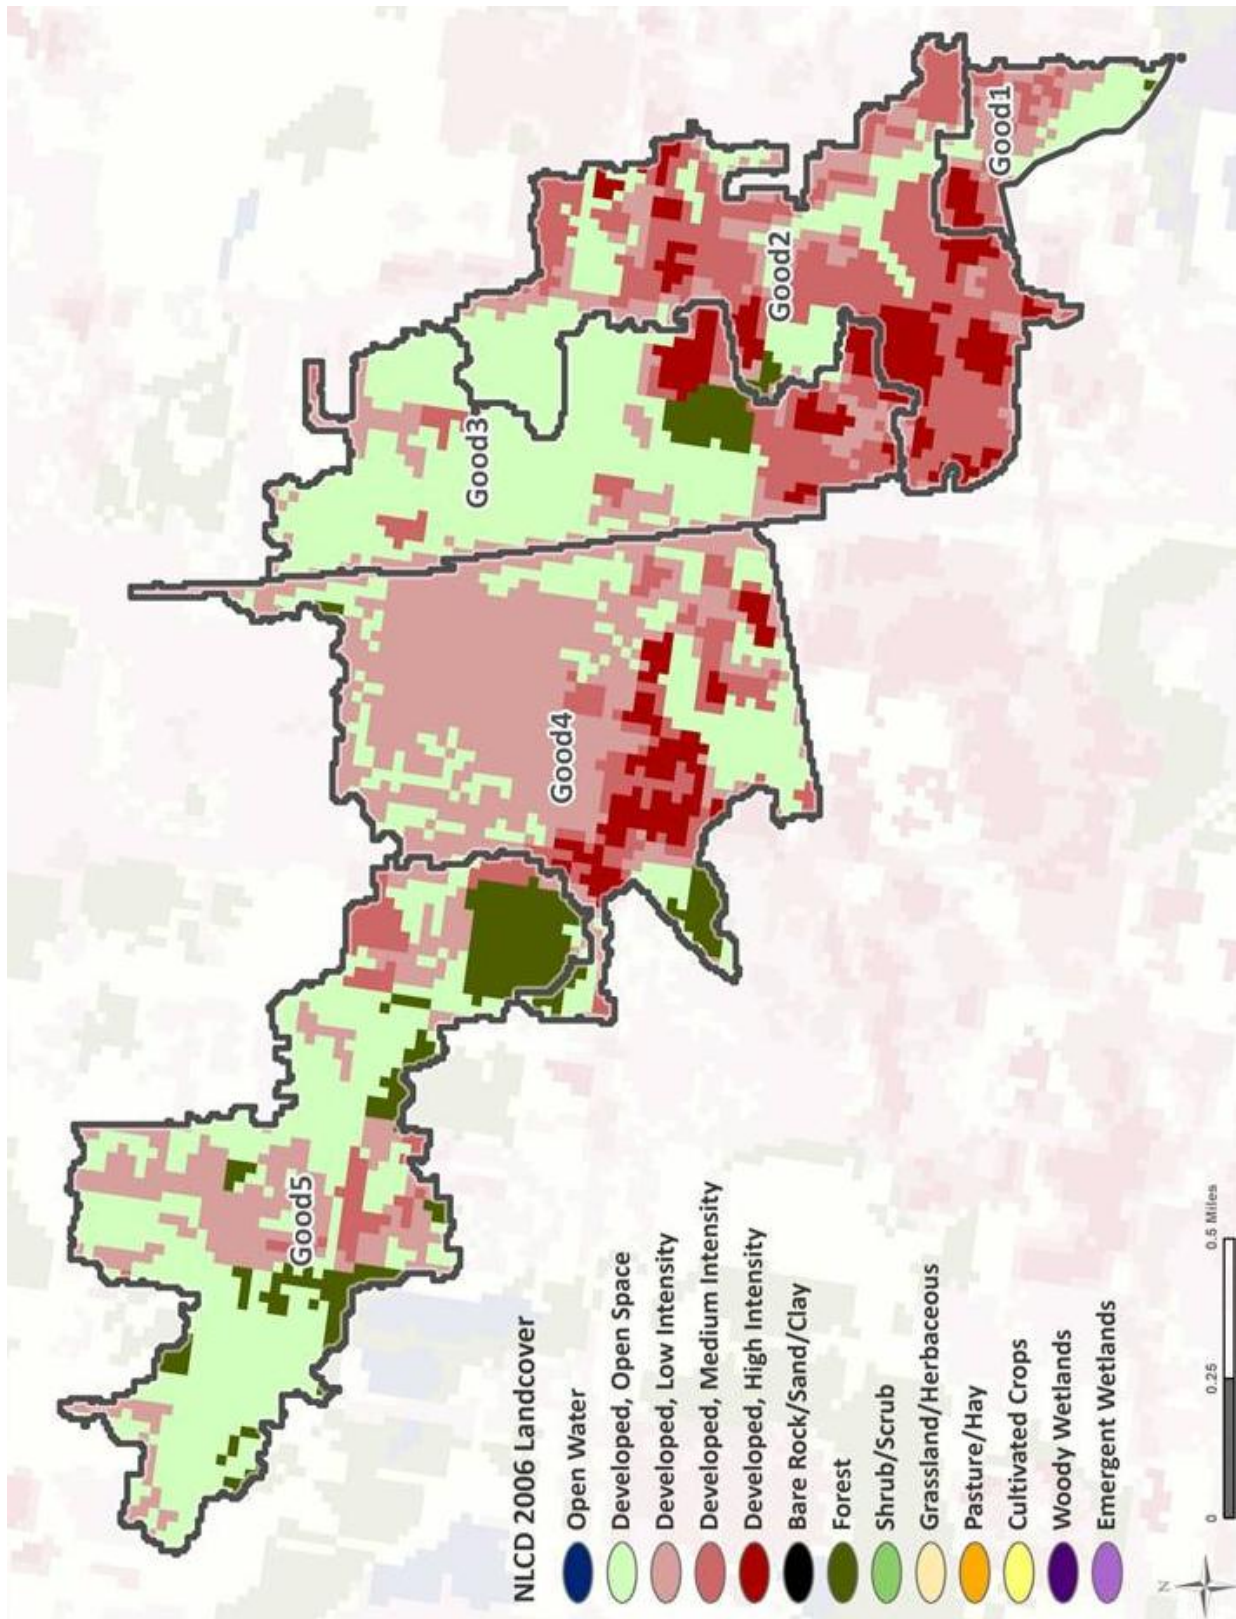 Good1
Good2
Good3
Good4
Good5
NLCD 2006 Landcover
Open Water
Developed, Open Space
Developed, Low Intensity
Developed, Medium Intensity
Developed, High Intensity
Bare Rock/Sand/Clay
Forest
Shrub/Scrub
Grassland/Herbaceous
Pasture/Hay
Cultivated Crops
Woody Wetlands
Emergent Wetlands
N
0 0.25 0.5 Miles